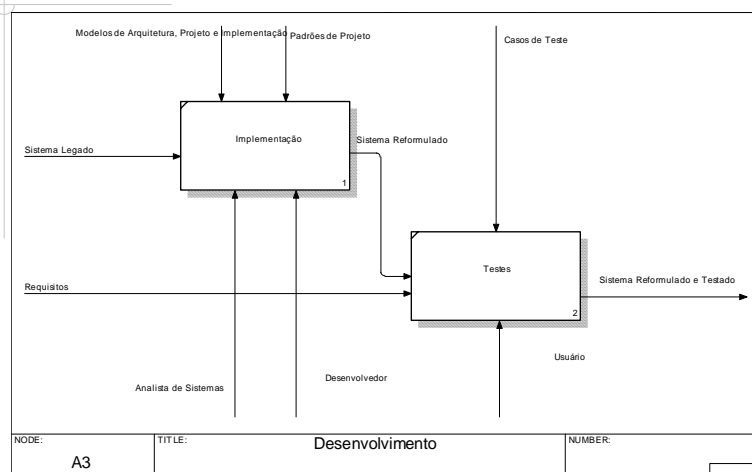 Modelos de Arquitetura, Projeto e Implementação
Padrões de Projeto
Casos de Teste
Implementação
Sistema Reformulado
Sistema Legado
1
Testes
Sistema Reformulado e Testado
Requisitos
2
Usuário
Desenvolvedor
Analista de Sistemas
NODE:
TITLE:
Desenvolvimento
NUMBER:
A3